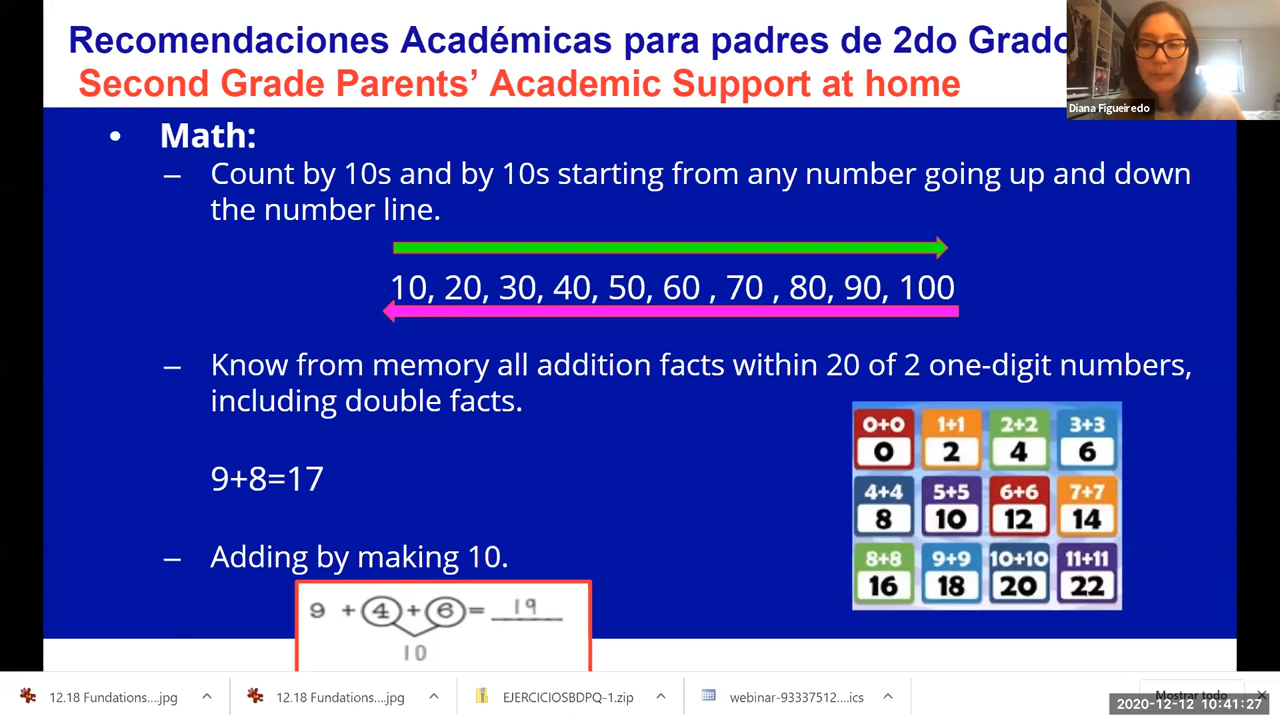 Recomendaciones Académicas para padres de 2do Grado
Second Grade Parents’ Academic Support at home
Diana Figueiredo
• Math:
– Count by 10s and by 10s starting from any number going up and down
the number line.
10, 20, 30, 40, 50, 60 , 70 , 80, 90, 100
– Know from memory all addition facts within 20 of 2 one-digit numbers,
including double facts.
0+0 1+1 2+2 3+3
0 2 4 6
9+8=17
4+4 5+5 6+6 7+7
8 10 12 14
– Adding by making 10.
8+8 9+9 10+10 11+11
16 18 20 22
9 + 4 + 6 = 19
10
12.18 Fundations....jpg 12.18 Fundations....jpg EJERCICIOSBDPQ-1.zip webinar-93337512....ics Mostrar todo
2020-12-12 10:41:27